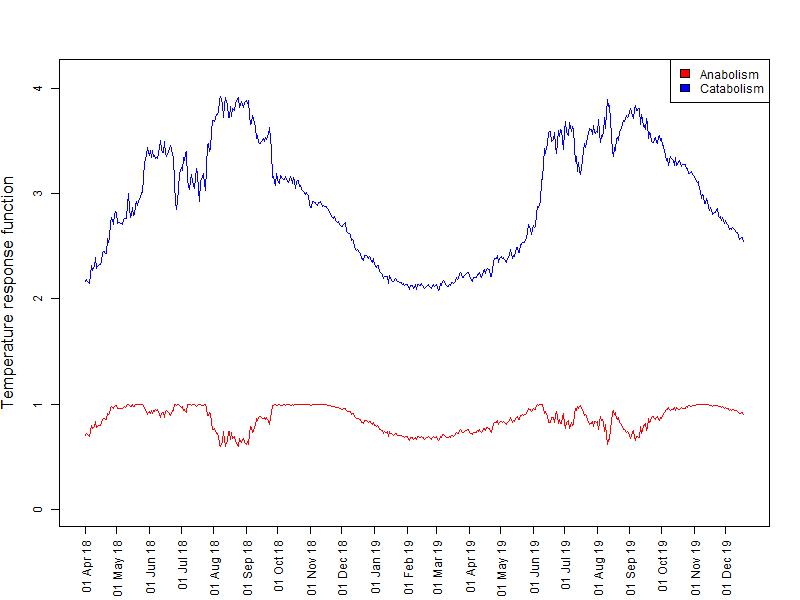 Anabolism
Catabolism
Temperature response function
4
3
2
1
0
01 Apr 18
01 May 18
01 Jun 18
01 Jul 18
01 Aug 18
01 Sep 18
01 Oct 18
01 Nov 18
01 Dec 18
01 Jan 19
01 Feb 19
01 Mar 19
01 Apr 19
01 May 19
01 Jun 19
01 Jul 19
01 Aug 19
01 Sep 19
01 Oct 19
01 Nov 19
01 Dec 19